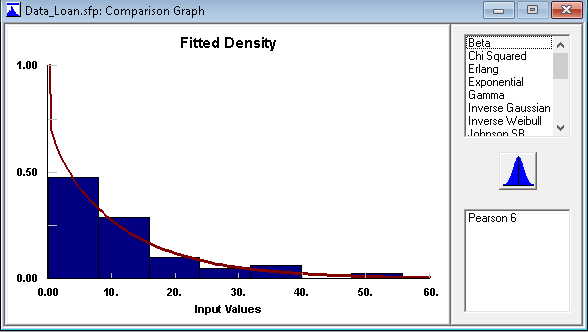 Data_Loan.sfp: Comparison Graph
Fitted Density
1.00
0.50
0.00
0.00 10. 20. 30. 40. 50. 60.
Input Values
Beta
Chi Squared
Erlang
Exponential
Gamma
Inverse Gaussian
Inverse Weibull
Johnson SB
Pearson 6